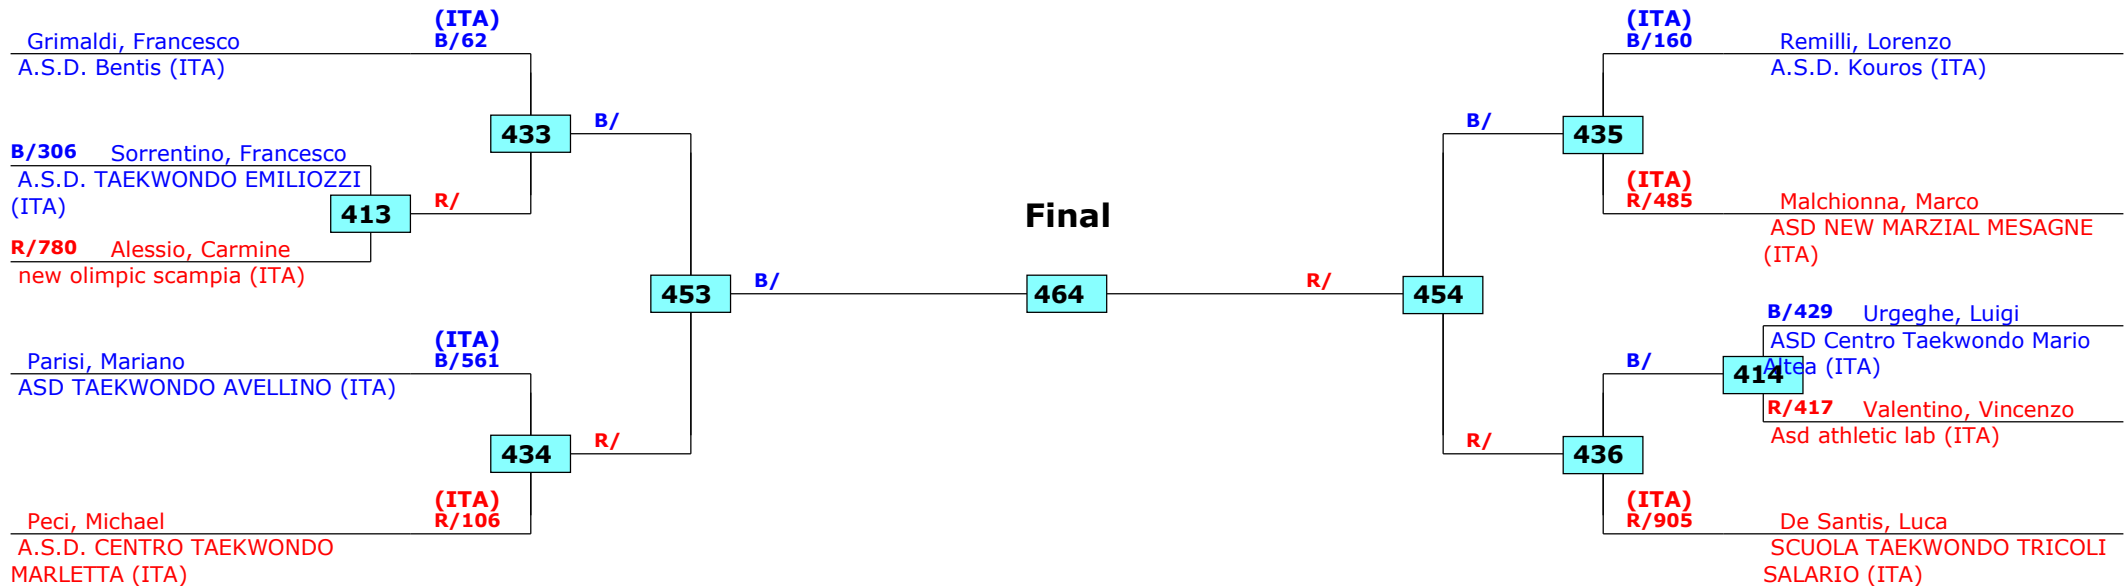 (ITA)
Grimaldi, Francesco B/62
A.S.D. Bentis (ITA)
433
B/
B/306 Sorrentino, Francesco
A.S.D. TAEKWONDO EMILIOZZI
(ITA)
413
R/
R/780 Alessio, Carmine
new olimpic scampia (ITA)
453
B/
(ITA)
Parisi, Mariano B/561
ASD TAEKWONDO AVELLINO (ITA)
434
R/
(ITA)
Peci, Michael R/106
A.S.D. CENTRO TAEKWONDO
MARLETTA (ITA)
Final
464
(ITA)
B/160 Remilli, Lorenzo
A.S.D. Kouros (ITA)
B/
435
(ITA)
R/485 Malchionna, Marco
ASD NEW MARZIAL MESAGNE
(ITA)
R/
454
B/429 Urgeghe, Luigi
ASD Centro Taekwondo Mario
Altea (ITA)
B/
414
R/417 Valentino, Vincenzo
Asd athletic lab (ITA)
R/
436
(ITA)
R/905 De Santis, Luca
SCUOLA TAEKWONDO TRICOLI
SALARIO (ITA)